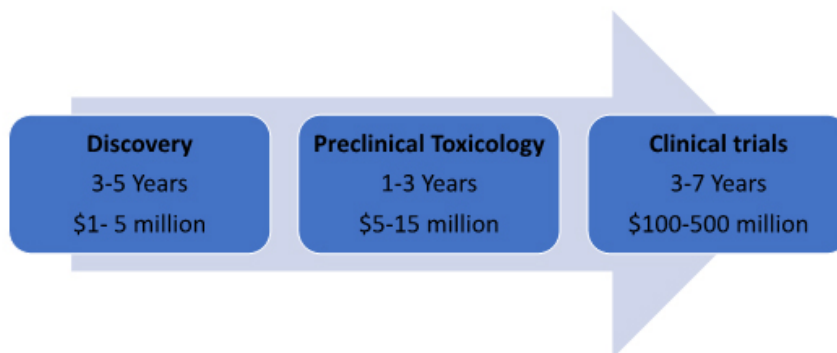 Discovery
3-5 Years
$1- 5 million
Preclinical Toxicology
1-3 Years
$5-15 million
Clinical trials
3-7 Years
$100-500 million